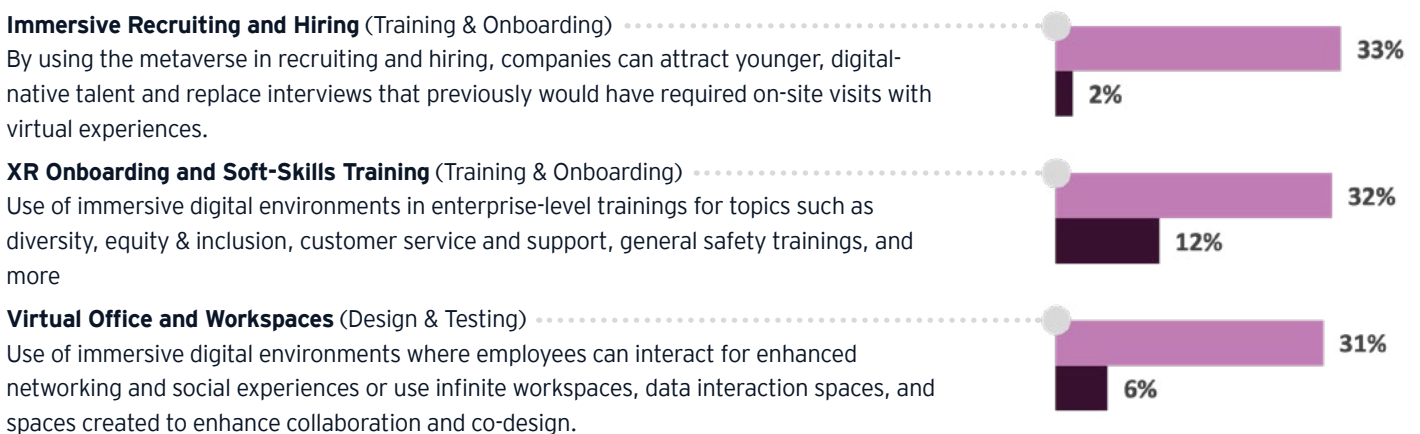 Immersive Recruiting and Hiring (Training & Onboarding)
By using the metaverse in recruiting and hiring, companies can attract younger, digital-
native talent and replace interviews that previously would have required on-site visits with
virtual experiences.
33%
2%
XR Onboarding and Soft-Skills Training (Training & Onboarding)
Use of immersive digital environments in enterprise-level trainings for topics such as
diversity, equity & inclusion, customer service and support, general safety trainings, and
more
32%
12%
Virtual Office and Workspaces (Design & Testing)
Use of immersive digital environments where employees can interact for enhanced
networking and social experiences or use infinite workspaces, data interaction spaces, and
spaces created to enhance collaboration and co-design.
31%
6%